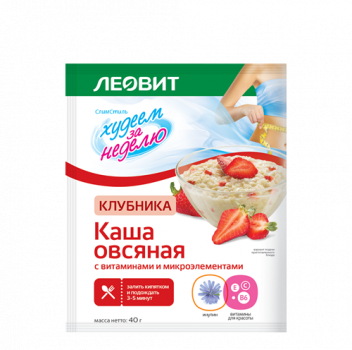 ЛЕОВИТ
худеем
за
неделю
КЛУБНИКА
Каша
овсяная
с витаминами и микроэлементами
залить кипятком
и подождать
3-5 минут
Е С
+ B6
инулин
витамины
для красоты
масса нетто: 40 г